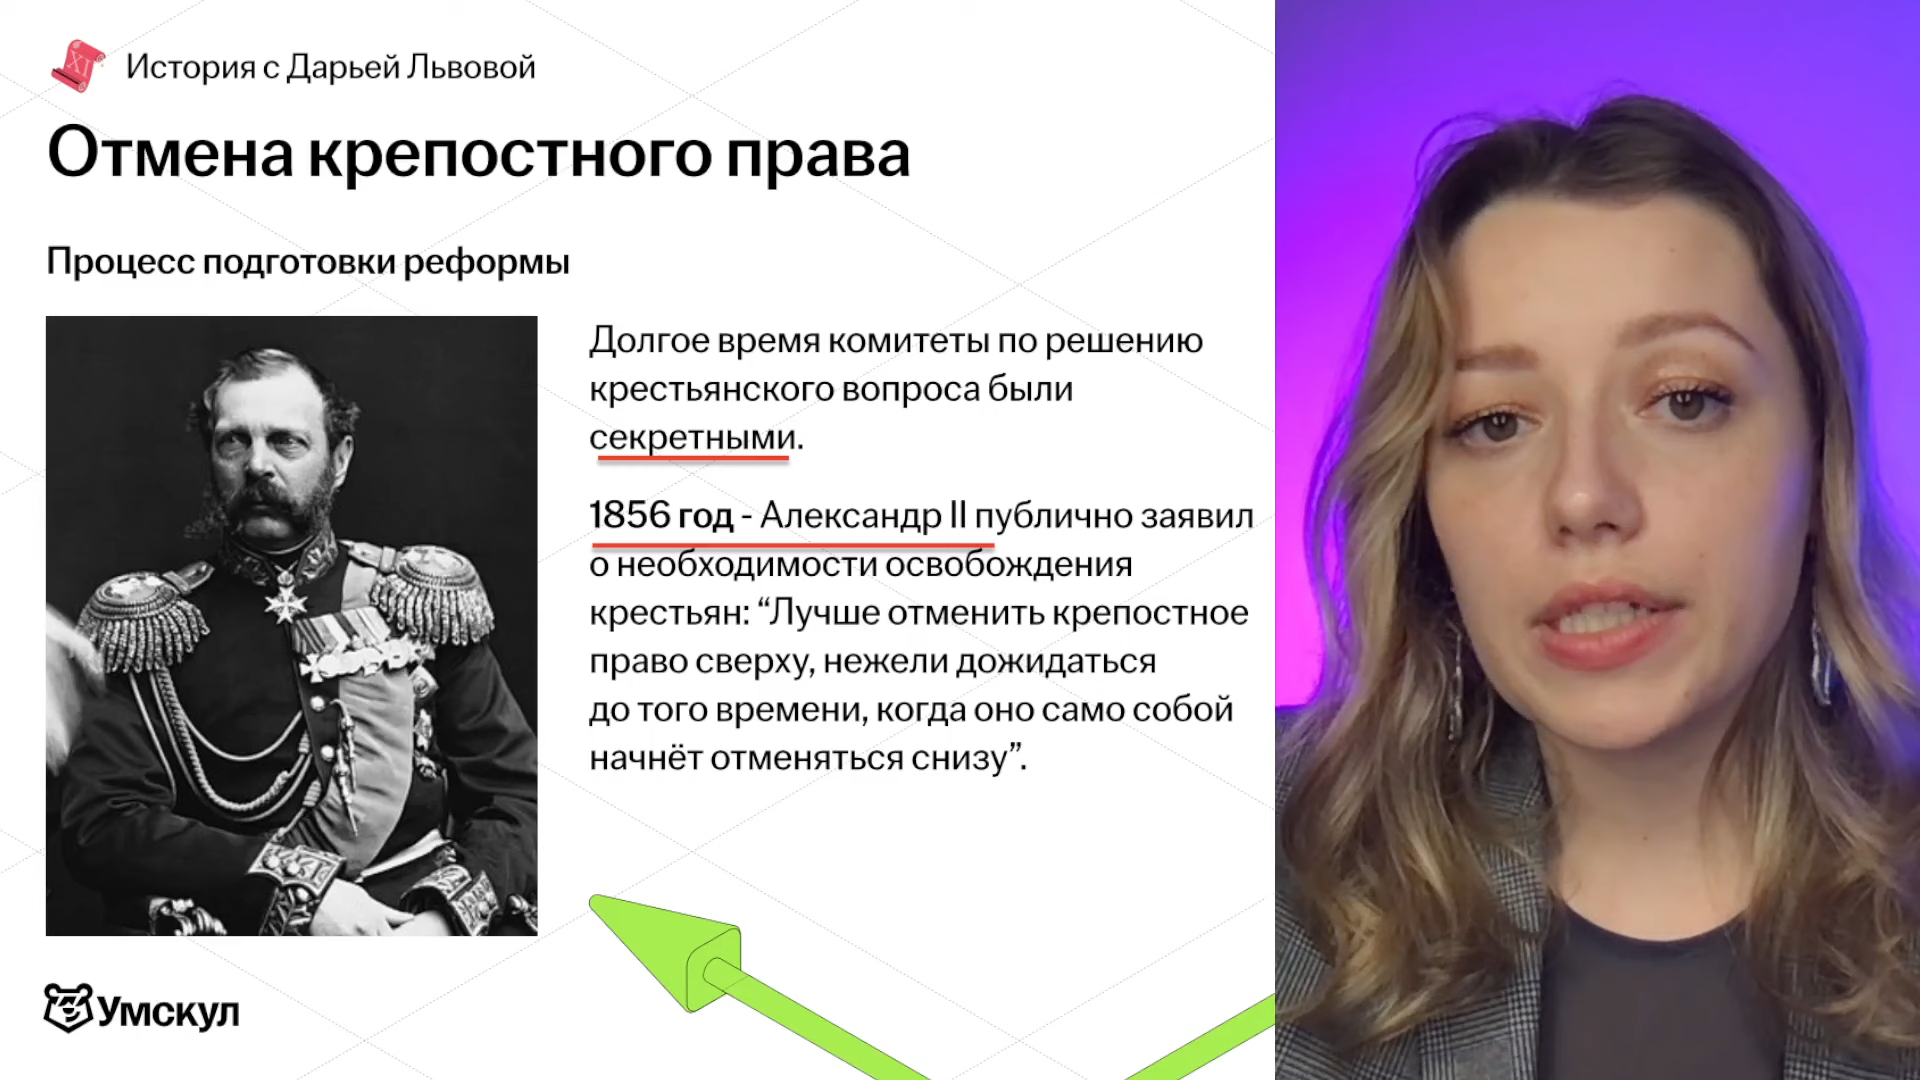 XI
История с Дарьей Львовой
Отмена крепостного права
Процесс подготовки реформы
Долгое время комитеты по решению
крестьянского вопроса были
секретными.
1856 год - Александр II публично заявил
о необходимости освобождения
крестьян: “Лучше отменить крепостное
право сверху, нежели дожидаться
до того времени, когда оно само собой
начнёт отменяться снизу”.
Умскул